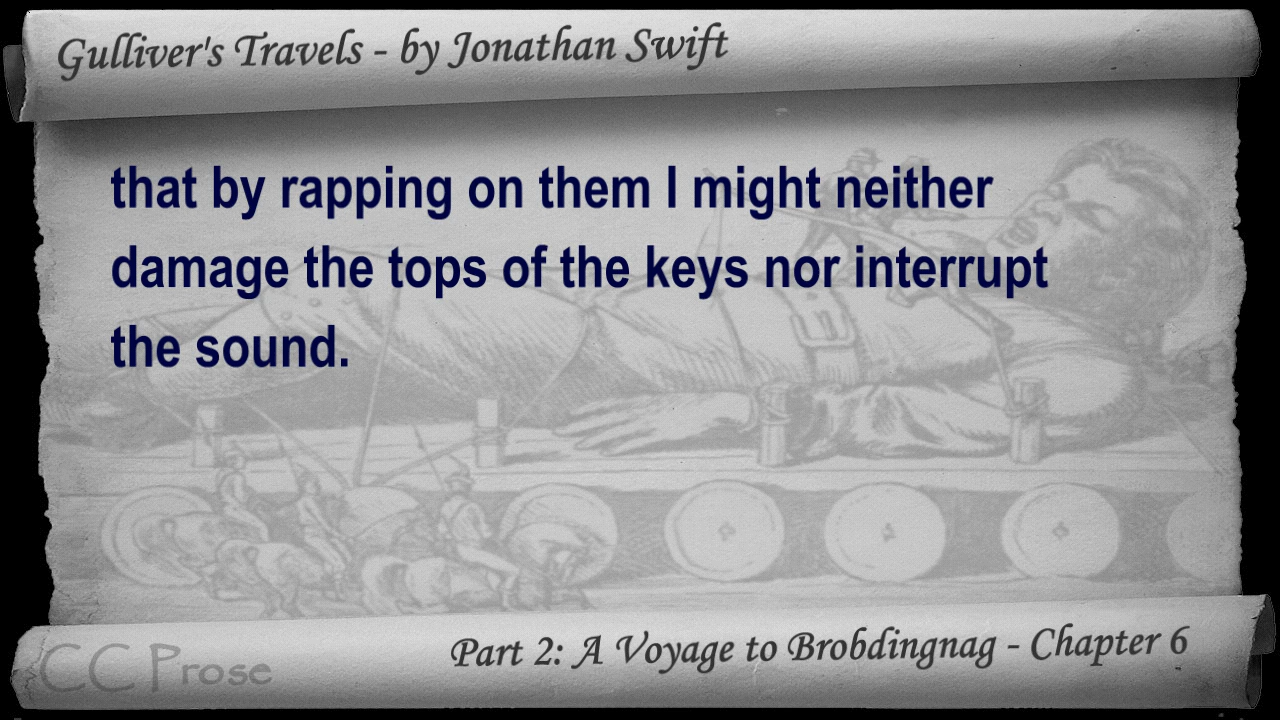 Gulliver's Travels - by Jonathan Swift
that by rapping on them I might neither
damage the tops of the keys nor interrupt
the sound.
Part 2: A Voyage to Brobdingnag - Chapter 6
CC Prose